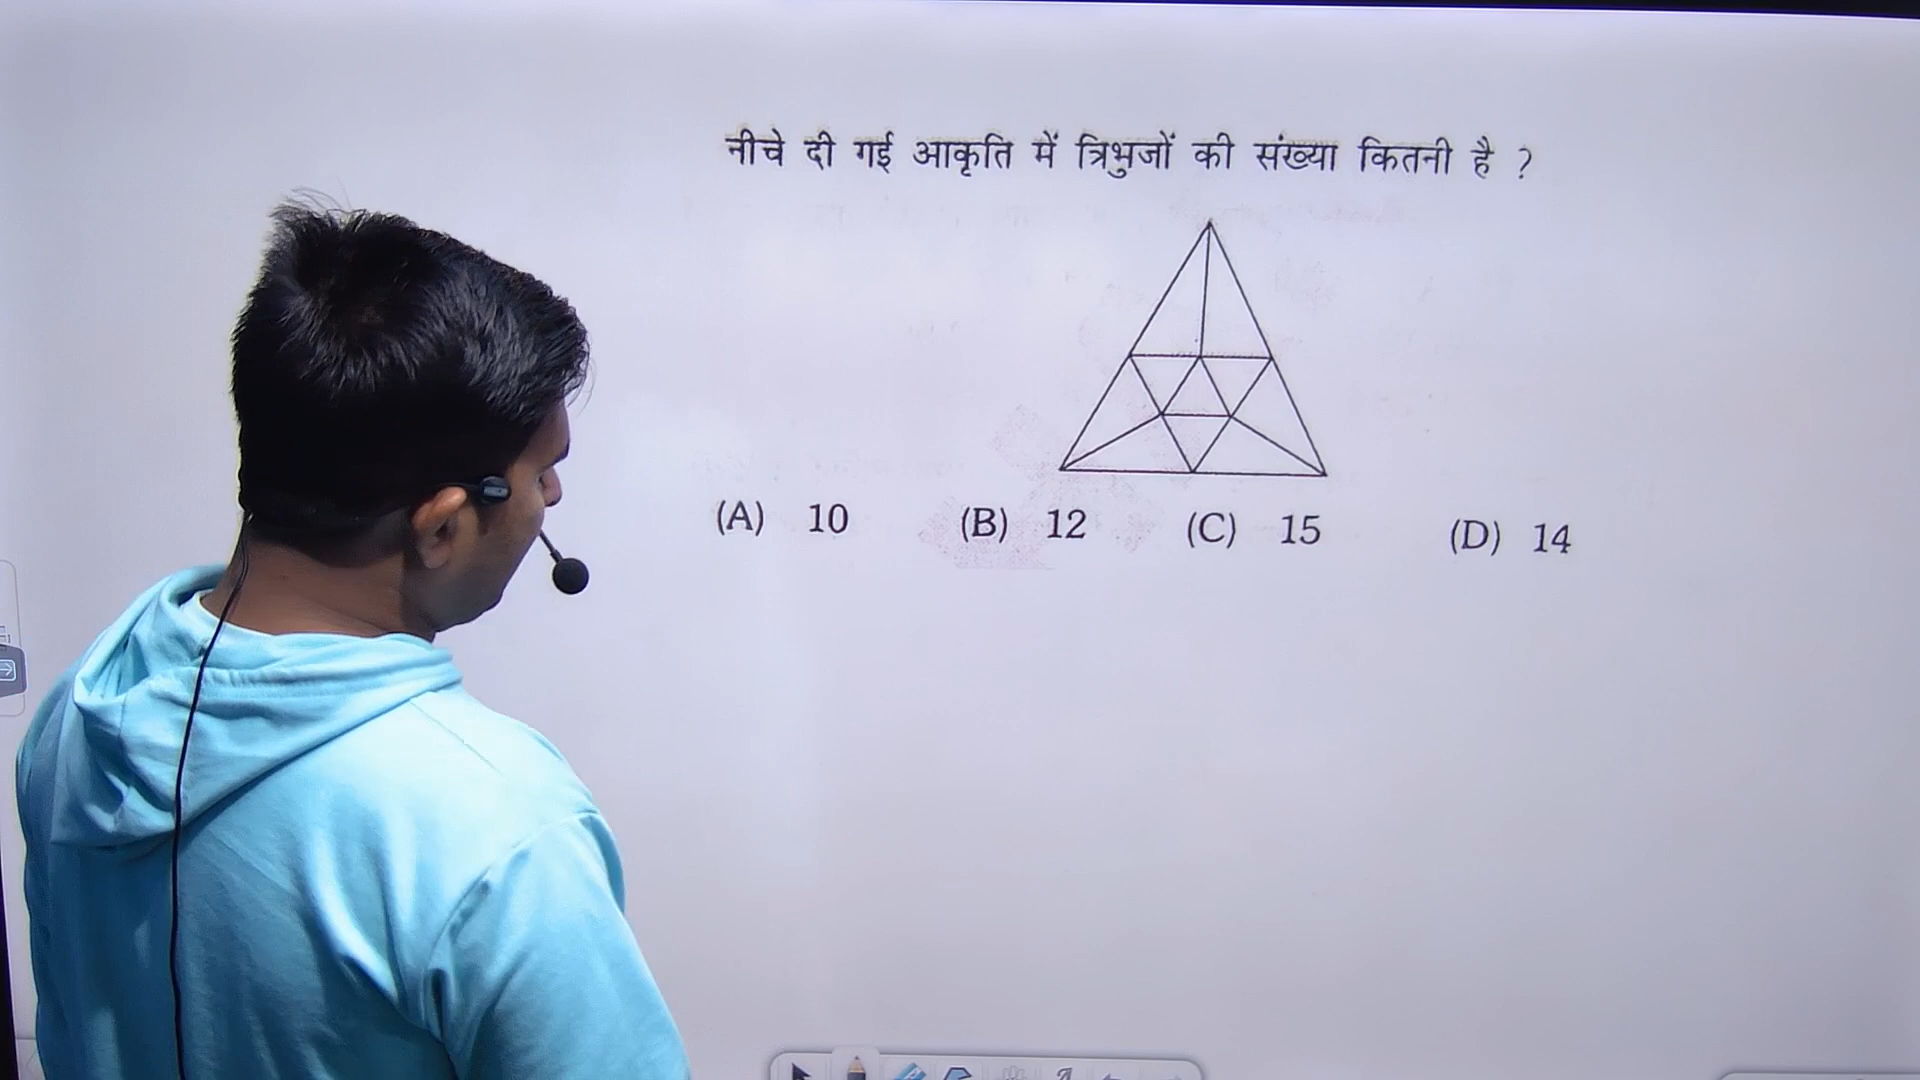 नीचे दी गई आकृति में त्रिभुजों की संख्या कितनी है ?
(A) 10 (B) 12 (C) 15 (D) 14